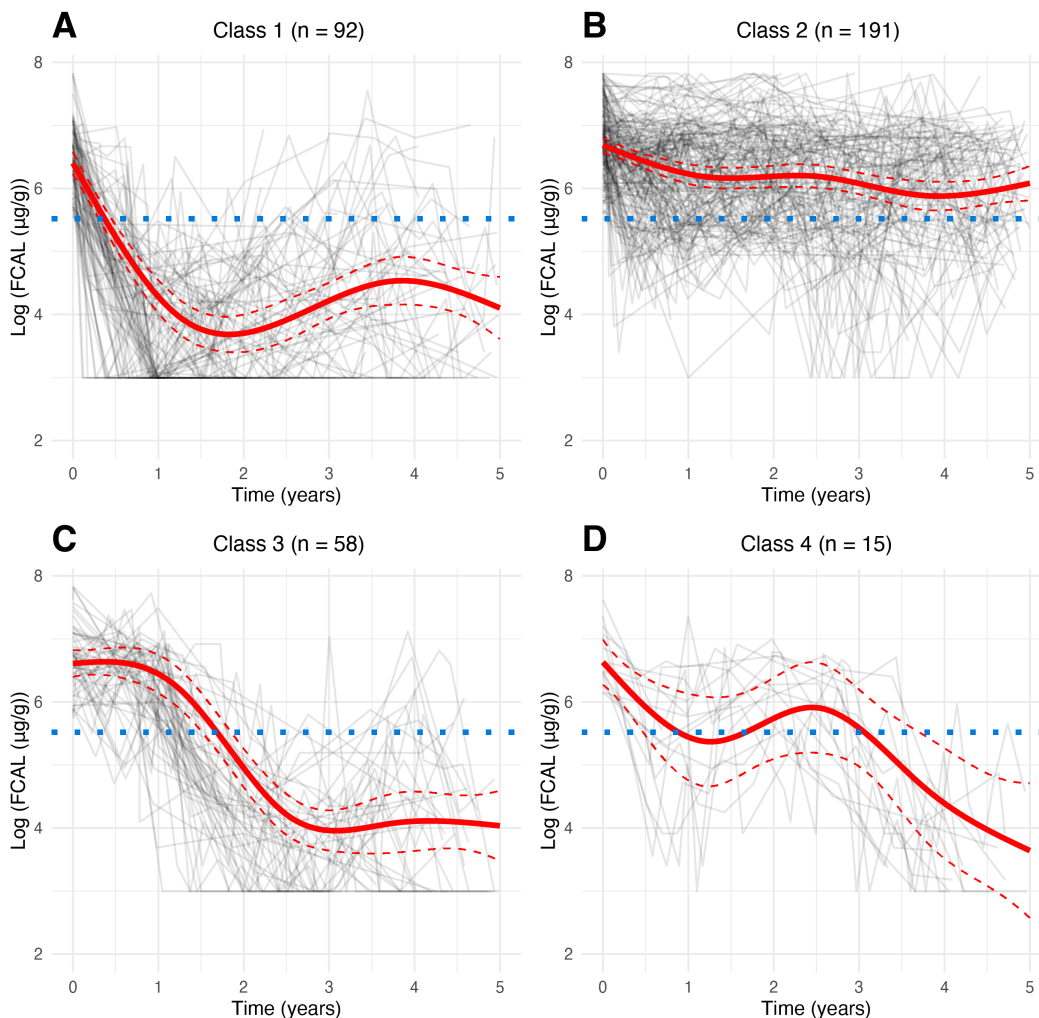 A
Class 1 (n = 92)
8
6
4
2
Log (FCAL (μg/g))
0 1 2 3 4 5
Time (years)
B
Class 2 (n = 191)
8
6
4
2
Log (FCAL (μg/g))
0 1 2 3 4 5
Time (years)
C
Class 3 (n = 58)
8
6
4
2
Log (FCAL (μg/g))
0 1 2 3 4 5
Time (years)
D
Class 4 (n = 15)
8
6
4
2
Log (FCAL (μg/g))
0 1 2 3 4 5
Time (years)